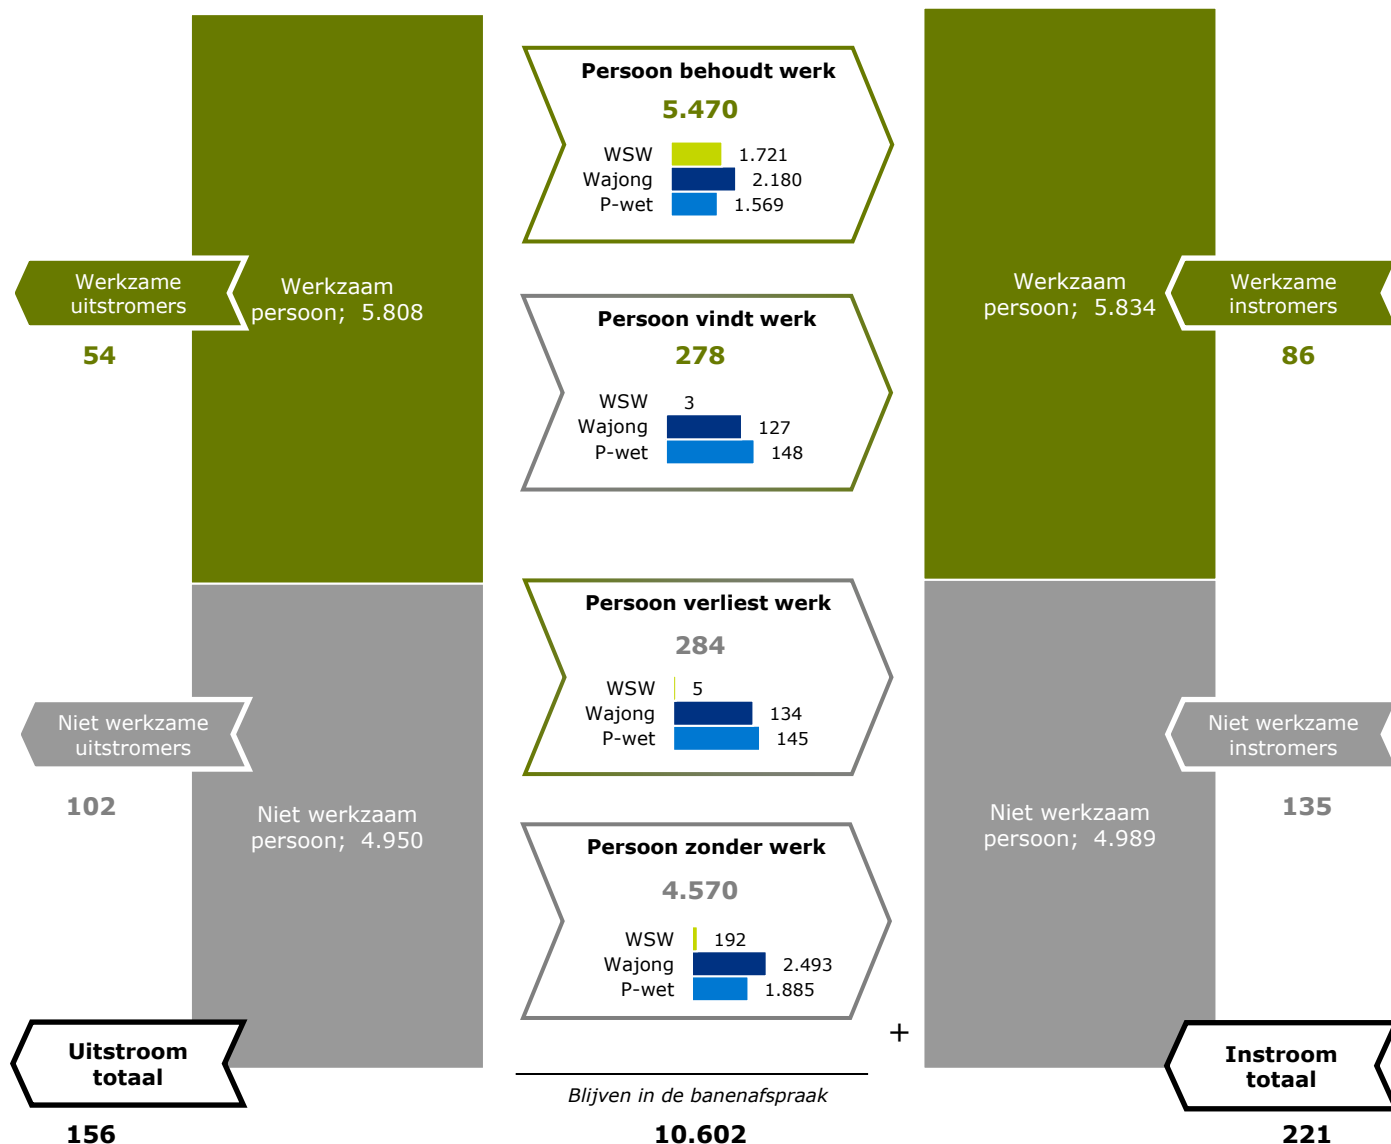 Werkzame
uitstromers
54
Werkzaam
persoon; 5.808
Niet werkzame
uitstromers
102
Niet werkzaam
persoon; 4.950
Uitstroom
totaal
156
Persoon behoudt werk
5.470
WSW 1.721
Wajong 2.180
P-wet 1.569
Persoon vindt werk
278
WSW 3
Wajong 127
P-wet 148
Persoon verliest werk
284
WSW 5
Wajong 134
P-wet 145
Persoon zonder werk
4.570
WSW 192
Wajong 2.493
P-wet 1.885
+
Blijven in de banenafspraak
10.602
Werkzaam
persoon; 5.834
Werkzame
instromers
86
Niet werkzaam
persoon; 4.989
Niet werkzame
instromers
135
Instroom
totaal
221